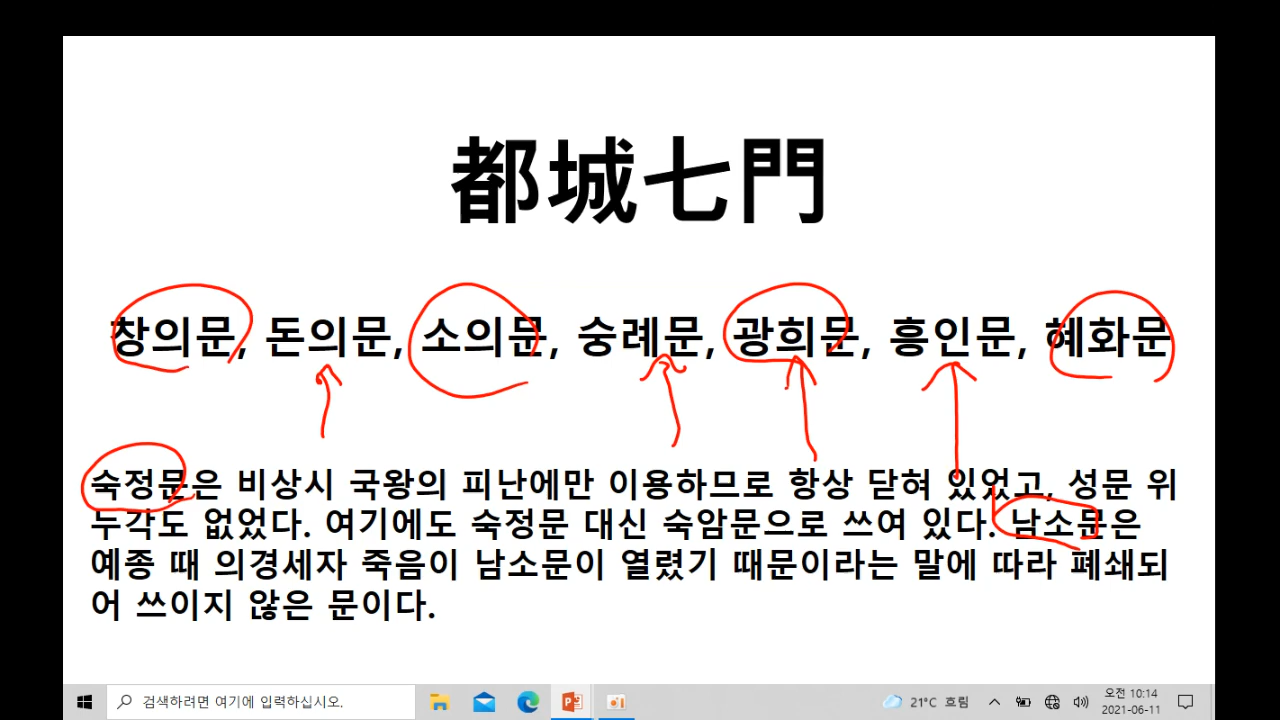 都城七門
창의문, 돈의문, 소의문, 숭례문, 광희문, 흥인문, 혜화문
숙정문은 비상시 국왕의 피난에만 이용하므로 항상 닫혀 있었고, 성문 위
누각도 없었다. 여기에도 숙정문 대신 숙암문으로 쓰여 있다. 남소문은
예종 때 의경세자 죽음이 남소문이 열렸기 때문이라는 말에 따라 폐쇄되
어 쓰이지 않은 문이다.
검색하려면 여기에 입력하십시오.
21°C 흐림
오전 10:14
2021-06-11